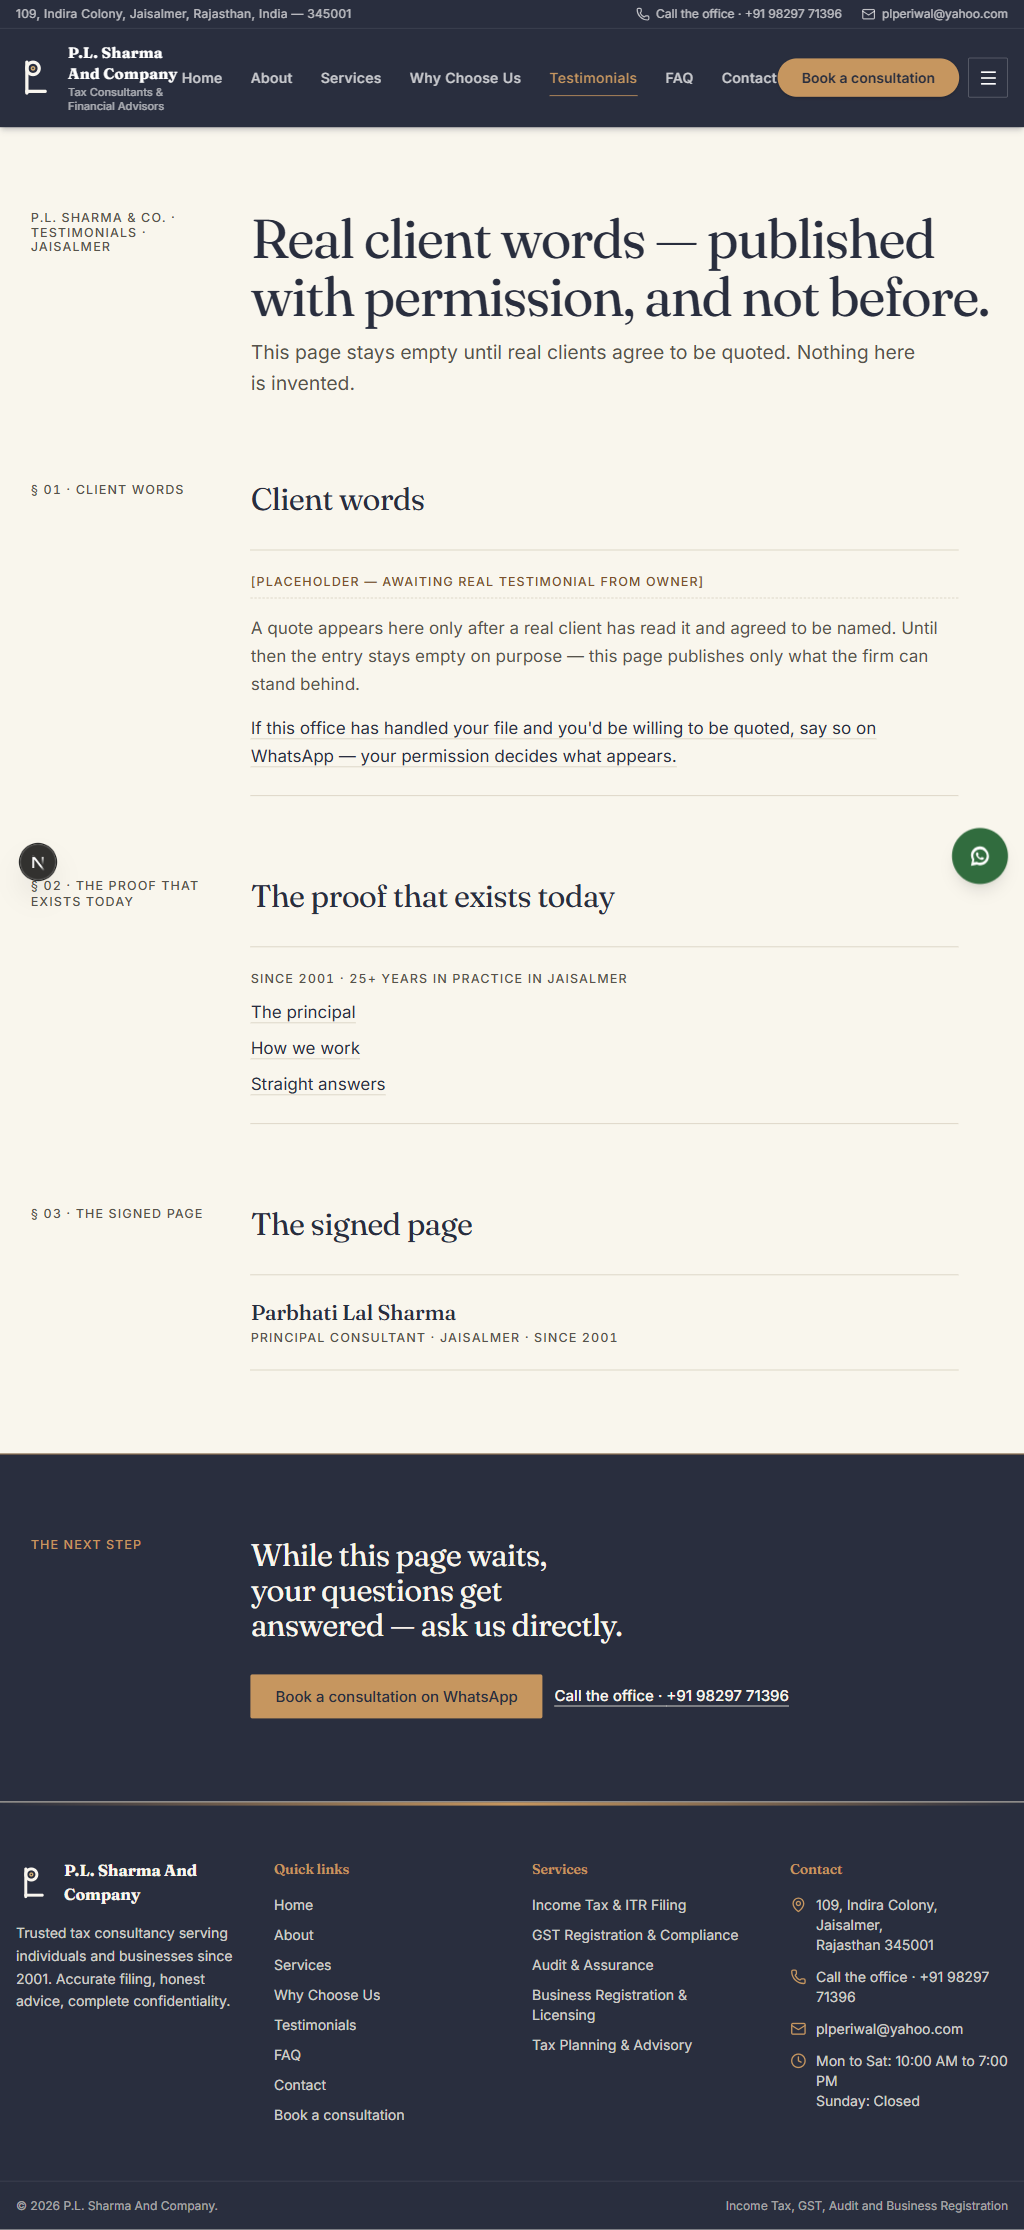 109, Indira Colony, Jaisalmer, Rajasthan, India — 345001
Call the office · +91 98297 71396
plperiwal@yahoo.com
P.L. Sharma
And Company
Tax Consultants &
Financial Advisors
Home
About
Services
Why Choose Us
Testimonials
FAQ
Contact
Book a consultation
P.L. SHARMA & CO. ·
TESTIMONIALS ·
JAISALMER
Real client words — published
with permission, and not before.
This page stays empty until real clients agree to be quoted. Nothing here
is invented.
§ 01 · CLIENT WORDS
Client words
[PLACEHOLDER — AWAITING REAL TESTIMONIAL FROM OWNER]
A quote appears here only after a real client has read it and agreed to be named. Until
then the entry stays empty on purpose — this page publishes only what the firm can
stand behind.
If this office has handled your file and you'd be willing to be quoted, say so on
WhatsApp — your permission decides what appears.
N
§ 02 · THE PROOF THAT
EXISTS TODAY
The proof that exists today
SINCE 2001 · 25+ YEARS IN PRACTICE IN JAISALMER
The principal
How we work
Straight answers
§ 03 · THE SIGNED PAGE
The signed page
Parbhati Lal Sharma
PRINCIPAL CONSULTANT · JAISALMER · SINCE 2001
THE NEXT STEP
While this page waits,
your questions get
answered — ask us directly.
Book a consultation on WhatsApp
Call the office · +91 98297 71396
P.L. Sharma And
Company
Trusted tax consultancy serving
individuals and businesses since
2001. Accurate filing, honest
advice, complete confidentiality.
Quick links
Home
About
Services
Why Choose Us
Testimonials
FAQ
Contact
Book a consultation
Services
Income Tax & ITR Filing
GST Registration & Compliance
Audit & Assurance
Business Registration &
Licensing
Tax Planning & Advisory
Contact
109, Indira Colony,
Jaisalmer,
Rajasthan 345001
Call the office · +91 98297
71396
plperiwal@yahoo.com
Mon to Sat: 10:00 AM to 7:00
PM
Sunday: Closed
© 2026 P.L. Sharma And Company.
Income Tax, GST, Audit and Business Registration